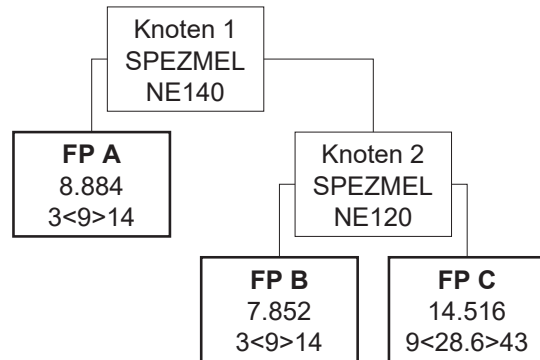 Knoten 1
SPEZMEL
NE140
FP A
8.884
3<9>14
Knoten 2
SPEZMEL
NE120
FP B
7.852
3<9>14
FP C
14.516
9<28.6>43